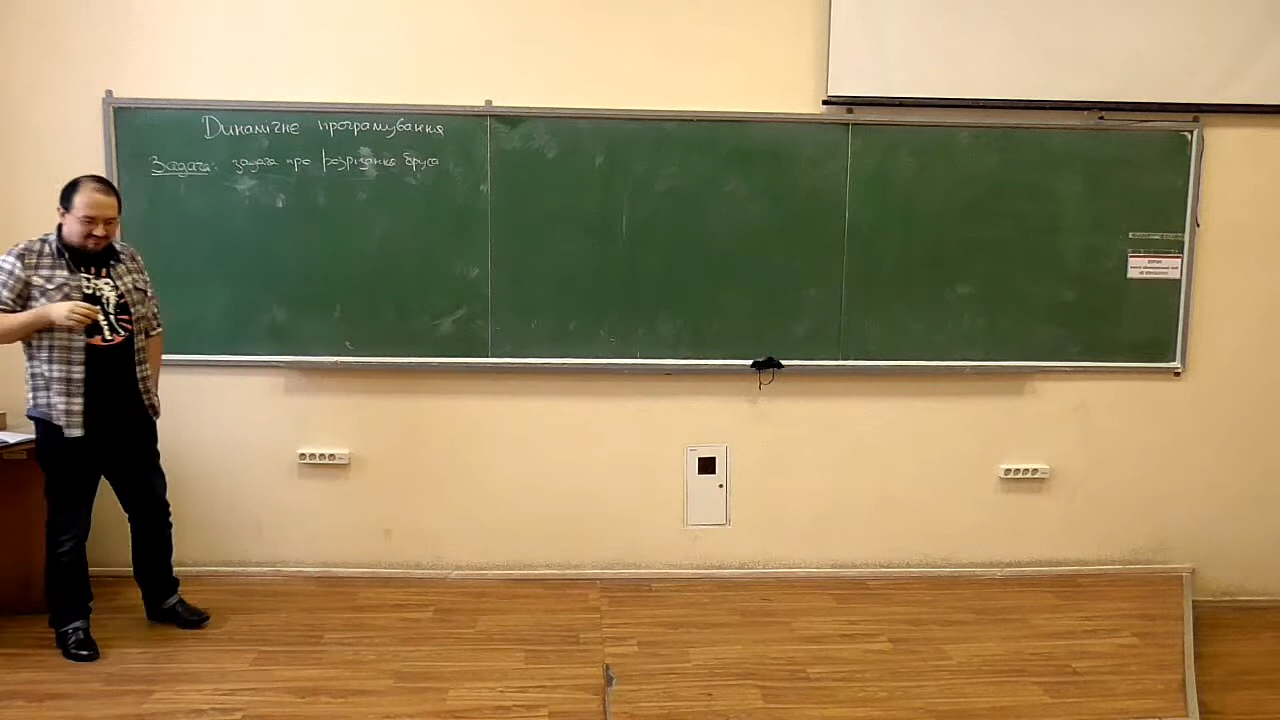 Динамічне програмування
Задача: задача про розрізання бруса